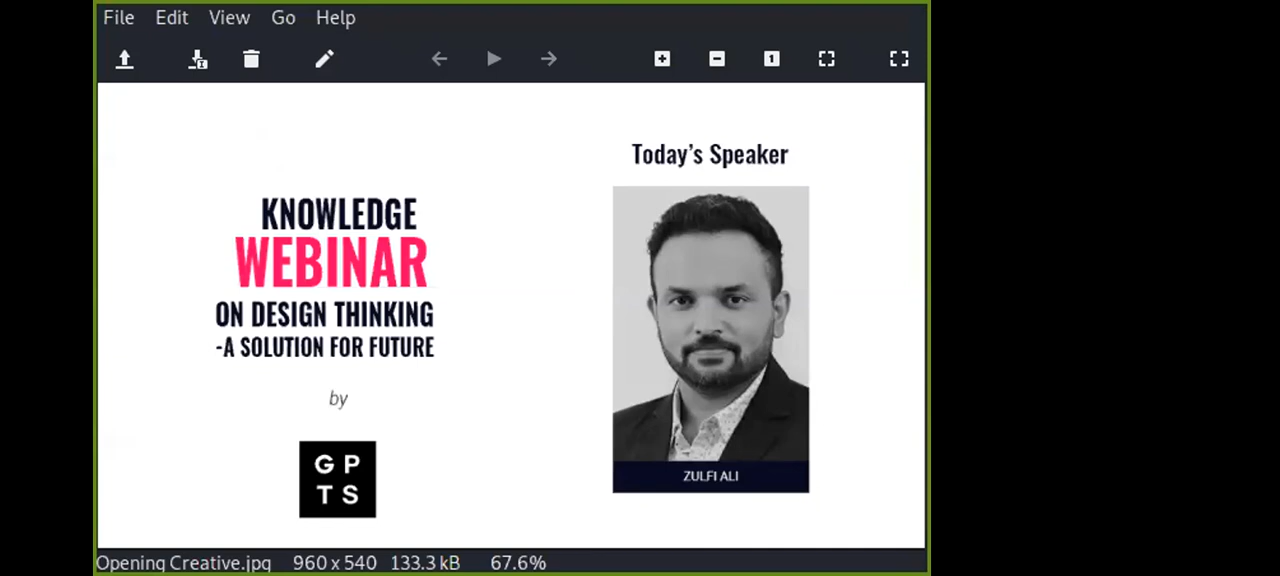 File Edit View Go Help
Today's Speaker
KNOWLEDGE
WEBINAR
ON DESIGN THINKING
-A SOLUTION FOR FUTURE
by
G P
T S
ZULFI ALI
Opening Creative.jpg 960 x 540 133.3 kB 67.6%